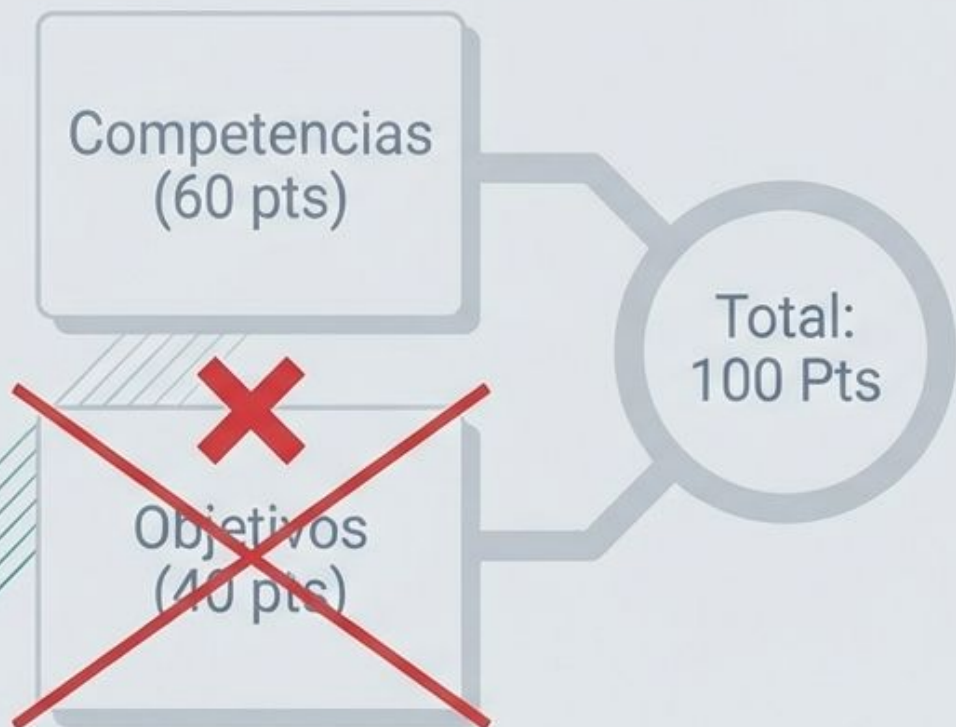 Competencias
(60 pts)
Total:
100 Pts
Objetivos
(40 pts)